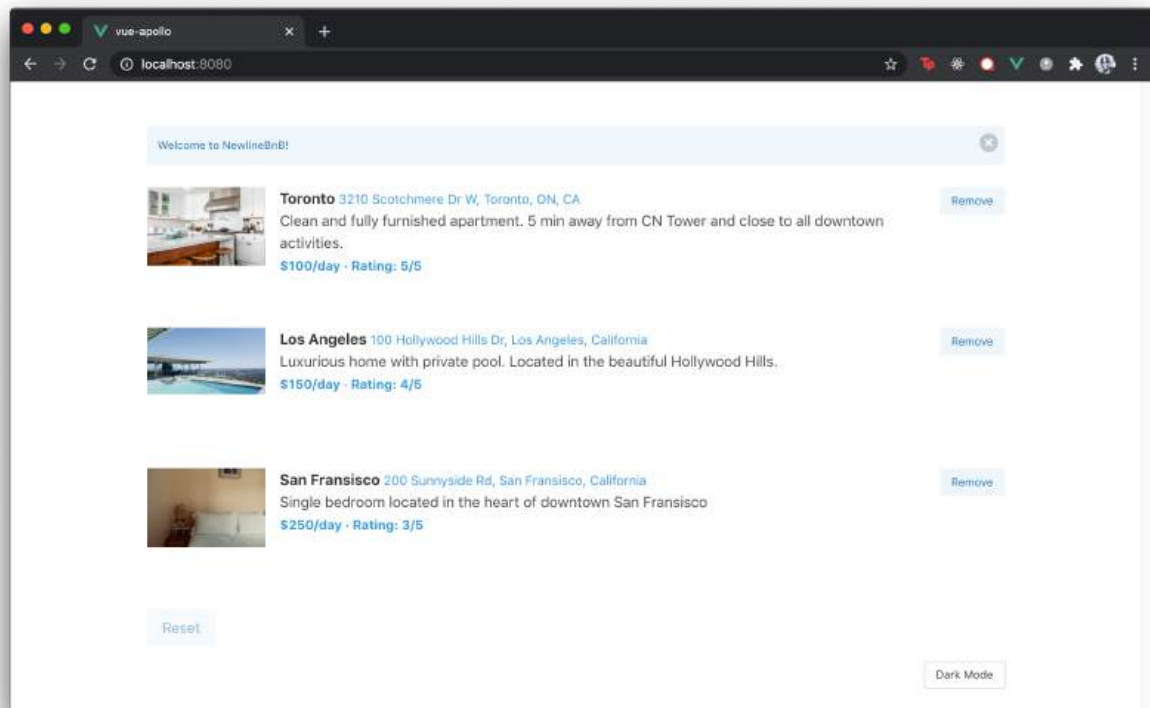 vue-apollo
localhost:8080
Welcome to NewlineBnB!
Toronto 3210 Scotchmere Dr W, Toronto, ON, CA
Remove
Clean and fully furnished apartment. 5 min away from CN Tower and close to all downtown
activities.
$100/day · Rating: 5/5
Los Angeles 100 Hollywood Hills Dr, Los Angeles, California
Remove
Luxurious home with private pool. Located in the beautiful Hollywood Hills.
$150/day · Rating: 4/5
San Fransisco 200 Sunnyside Rd, San Fransisco, California
Remove
Single bedroom located in the heart of downtown San Fransisco
$250/day · Rating: 3/5
Reset
Dark Mode